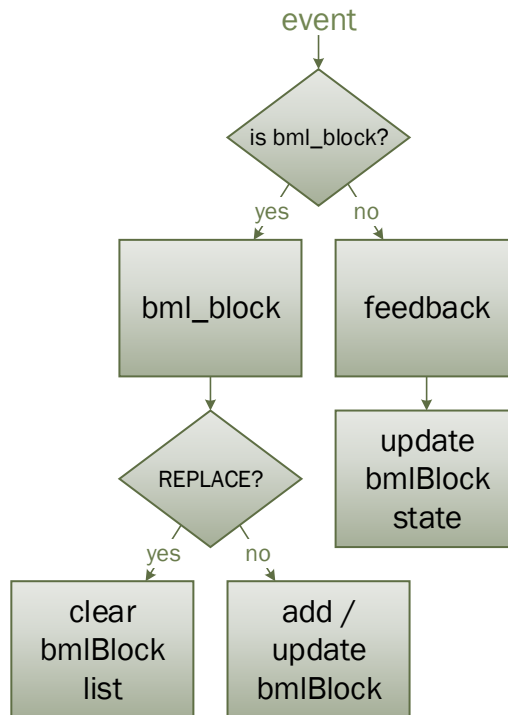 event
is bml_block?
yes
no
bml_block
feedback
REPLACE?
update
bmlBlock
state
yes
no
clear
bmlBlock
list
add /
update
bmlBlock